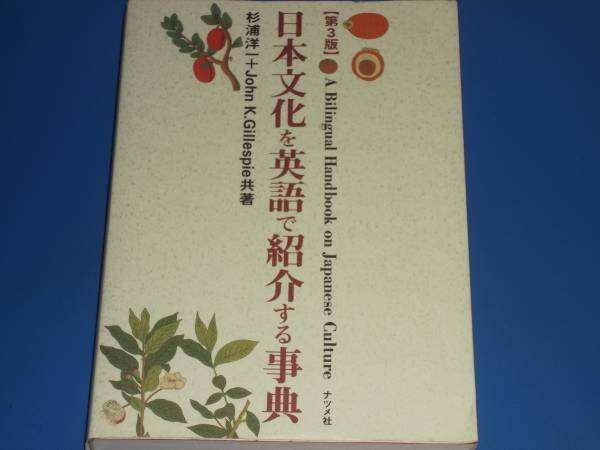 【第3版】 A Bilingual Handbook on Japanese Culture ナツメ社
日本文化を英語で紹介する事典
杉浦洋一＋John K.Gillespie共著